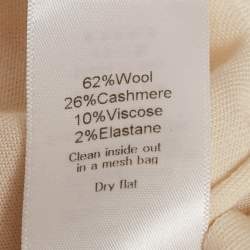 62%Wool
26%Cashmere
10%Viscose
2%Elastane
Clean inside out
in a mesh bag
Dry flat